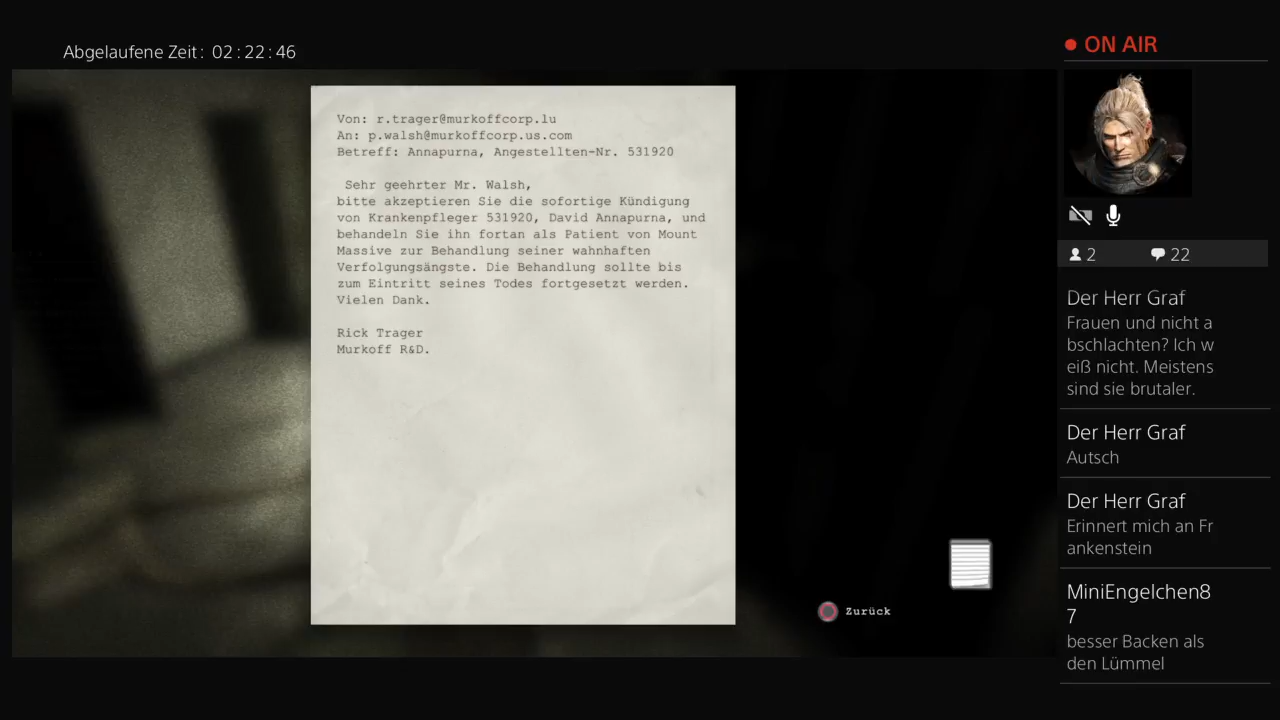 Abgelaufene Zeit: 02:22:46
Von: r.trager@murkoffcorp.lu
An: p.walsh@murkoffcorp.us.com
Betreff: Annapurna, Angestellten-Nr. 531920
Sehr geehrter Mr. Walsh,
bitte akzeptieren Sie die sofortige Kündigung
von Krankenpfleger 531920, David Annapurna, und
behandeln Sie ihn fortan als Patient von Mount
Massive zur Behandlung seiner wahnhaften
Verfolgungsängste. Die Behandlung sollte bis
zum Eintritt seines Todes fortgesetzt werden.
Vielen Dank.
Rick Trager
Murkoff R&D.
Zurück
ON AIR
2 22
Der Herr Graf
Frauen und nicht a
bschlachten? Ich w
eiß nicht. Meistens
sind sie brutaler.
Der Herr Graf
Autsch
Der Herr Graf
Erinnert mich an Fr
ankenstein
MiniEngelchen8
7
besser Backen als
den Lümmel